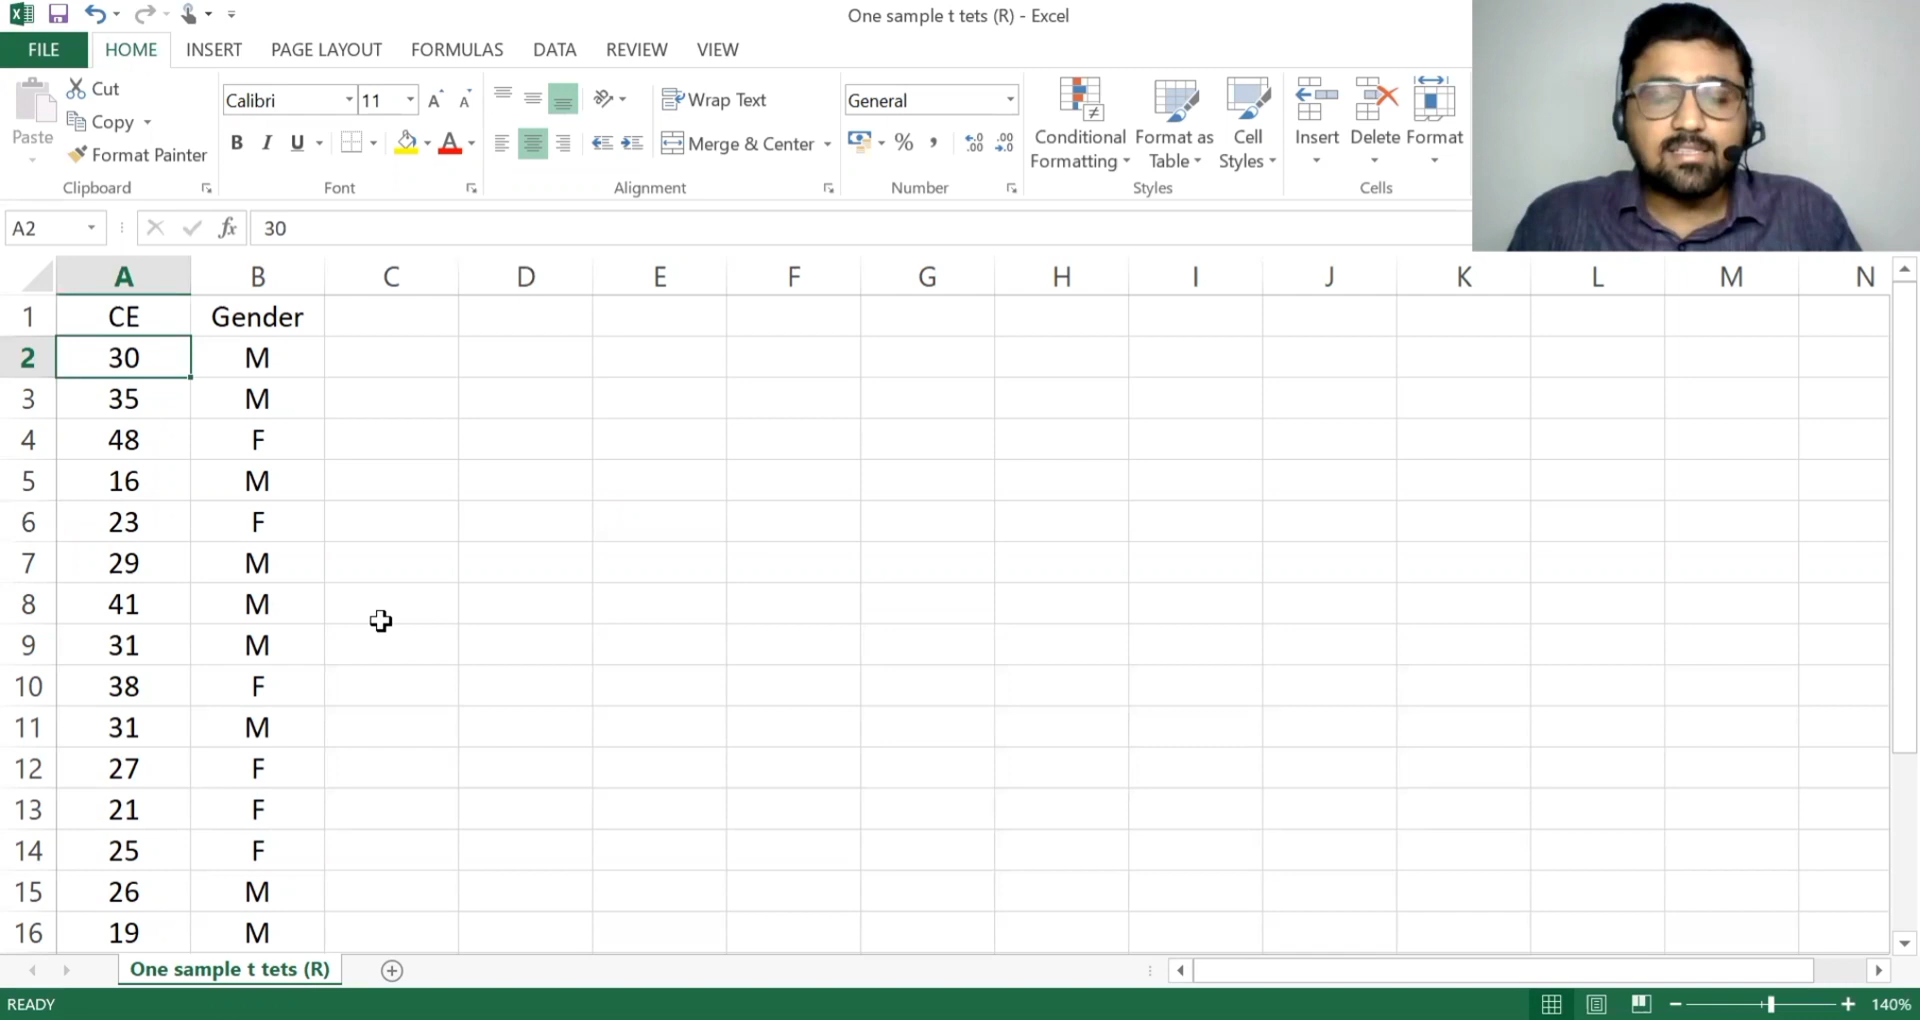 One sample t tets (R) - Excel
FILE HOME INSERT PAGE LAYOUT FORMULAS DATA REVIEW VIEW
Paste
Cut
Copy
Format Painter
Clipboard
Calibri 11
A A
B I U A
Font
Wrap Text
Merge & Center
Alignment
General
% , .0 .00 .00 .0
Number
Conditional Formatting
Format as Table
Cell Styles
Styles
Insert Delete Format
Cells
A2 fx 30
A B C D E F G H I J K L M N
1 CE Gender
2 30 M
3 35 M
4 48 F
5 16 M
6 23 F
7 29 M
8 41 M
9 31 M
10 38 F
11 31 M
12 27 F
13 21 F
14 25 F
15 26 M
16 19 M
One sample t tets (R)
READY 140%